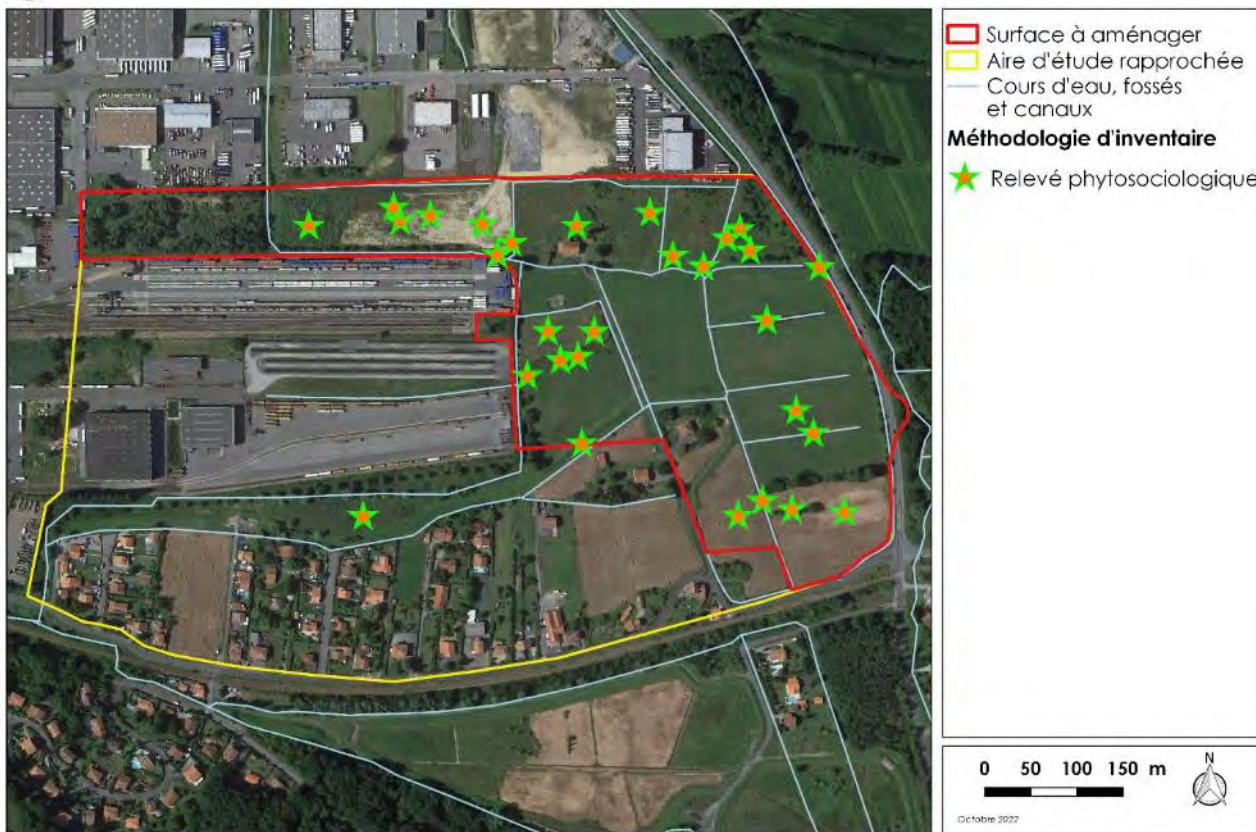 Surface à aménager
Aire d'étude rapprochée
Cours d'eau, fossés
et canaux
Méthodologie d'inventaire
Relevé phytosociologique
0 50 100 150 m
N
Octobre 2022